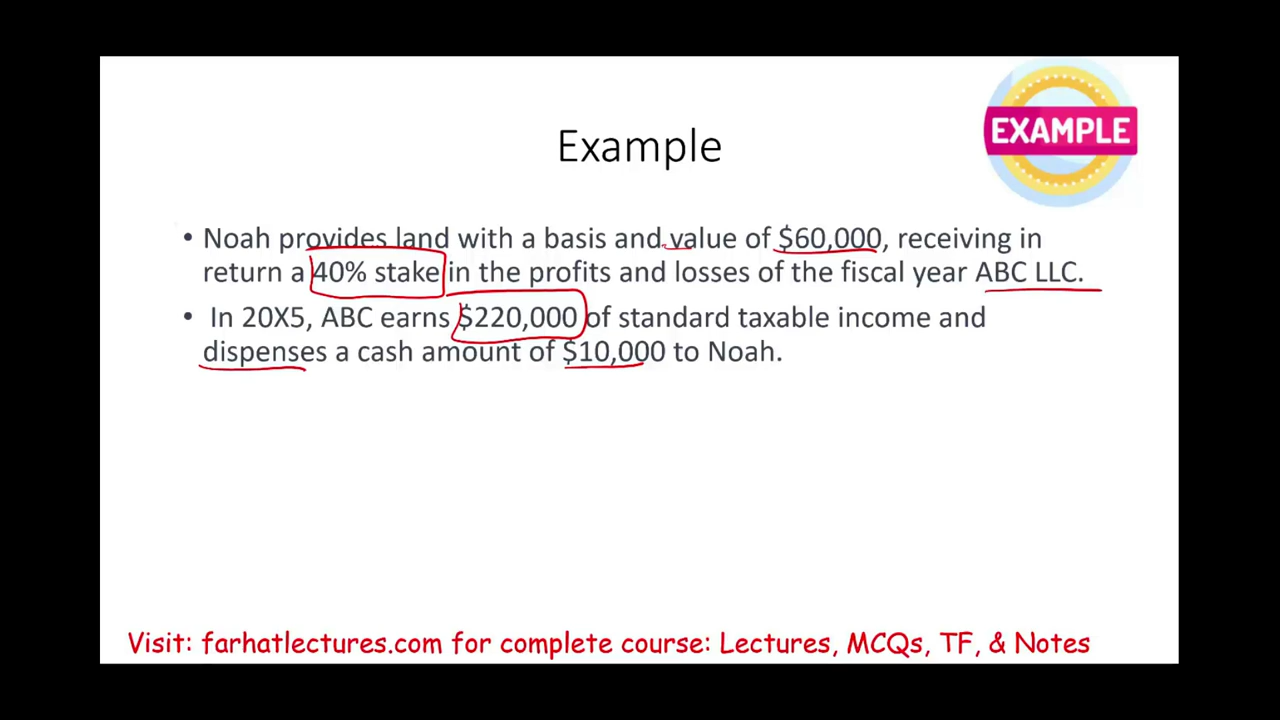 EXAMPLE
Example
• Noah provides land with a basis and value of $60,000, receiving in
return a 40% stake in the profits and losses of the fiscal year ABC LLC.
• In 20X5, ABC earns $220,000 of standard taxable income and
dispenses a cash amount of $10,000 to Noah.
Visit: farhatlectures.com for complete course: Lectures, MCQs, TF, & Notes